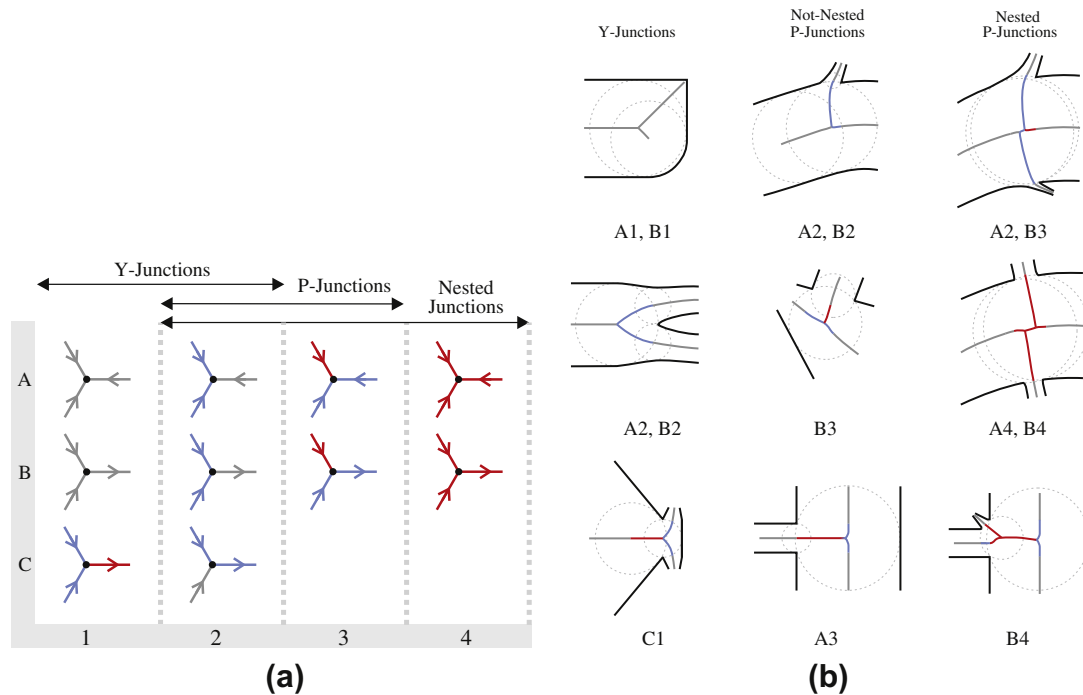 Y-Junctions
P-Junctions
Nested
Junctions
A
B
C
1
2
3
4
(a)
Y-Junctions
Not-Nested
P-Junctions
Nested
P-Junctions
A1, B1
A2, B2
A2, B3
A2, B2
B3
A4, B4
C1
A3
B4
(b)